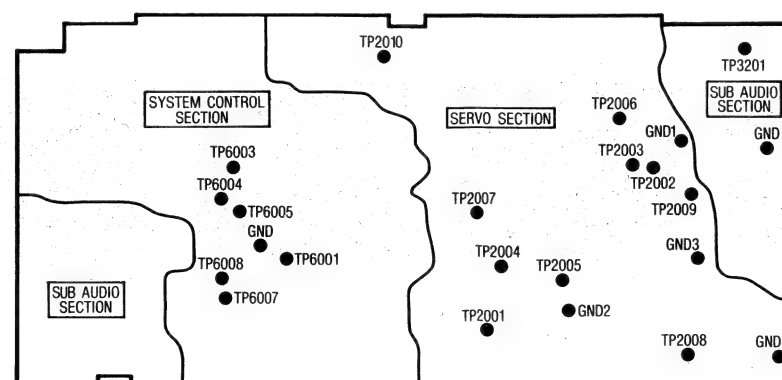 TP2010
TP3201
SYSTEM CONTROL
SECTION
SUB AUDIO
SECTION
TP2006
SERVO SECTION
GND1
GND
TP6003
TP2003
TP2002
TP6004
TP6005
TP2007
TP2009
GND
TP6001
GND3
TP2004
TP6008
TP2005
TP6007
SUB AUDIO
SECTION
GND2
TP2001
TP2008
GND